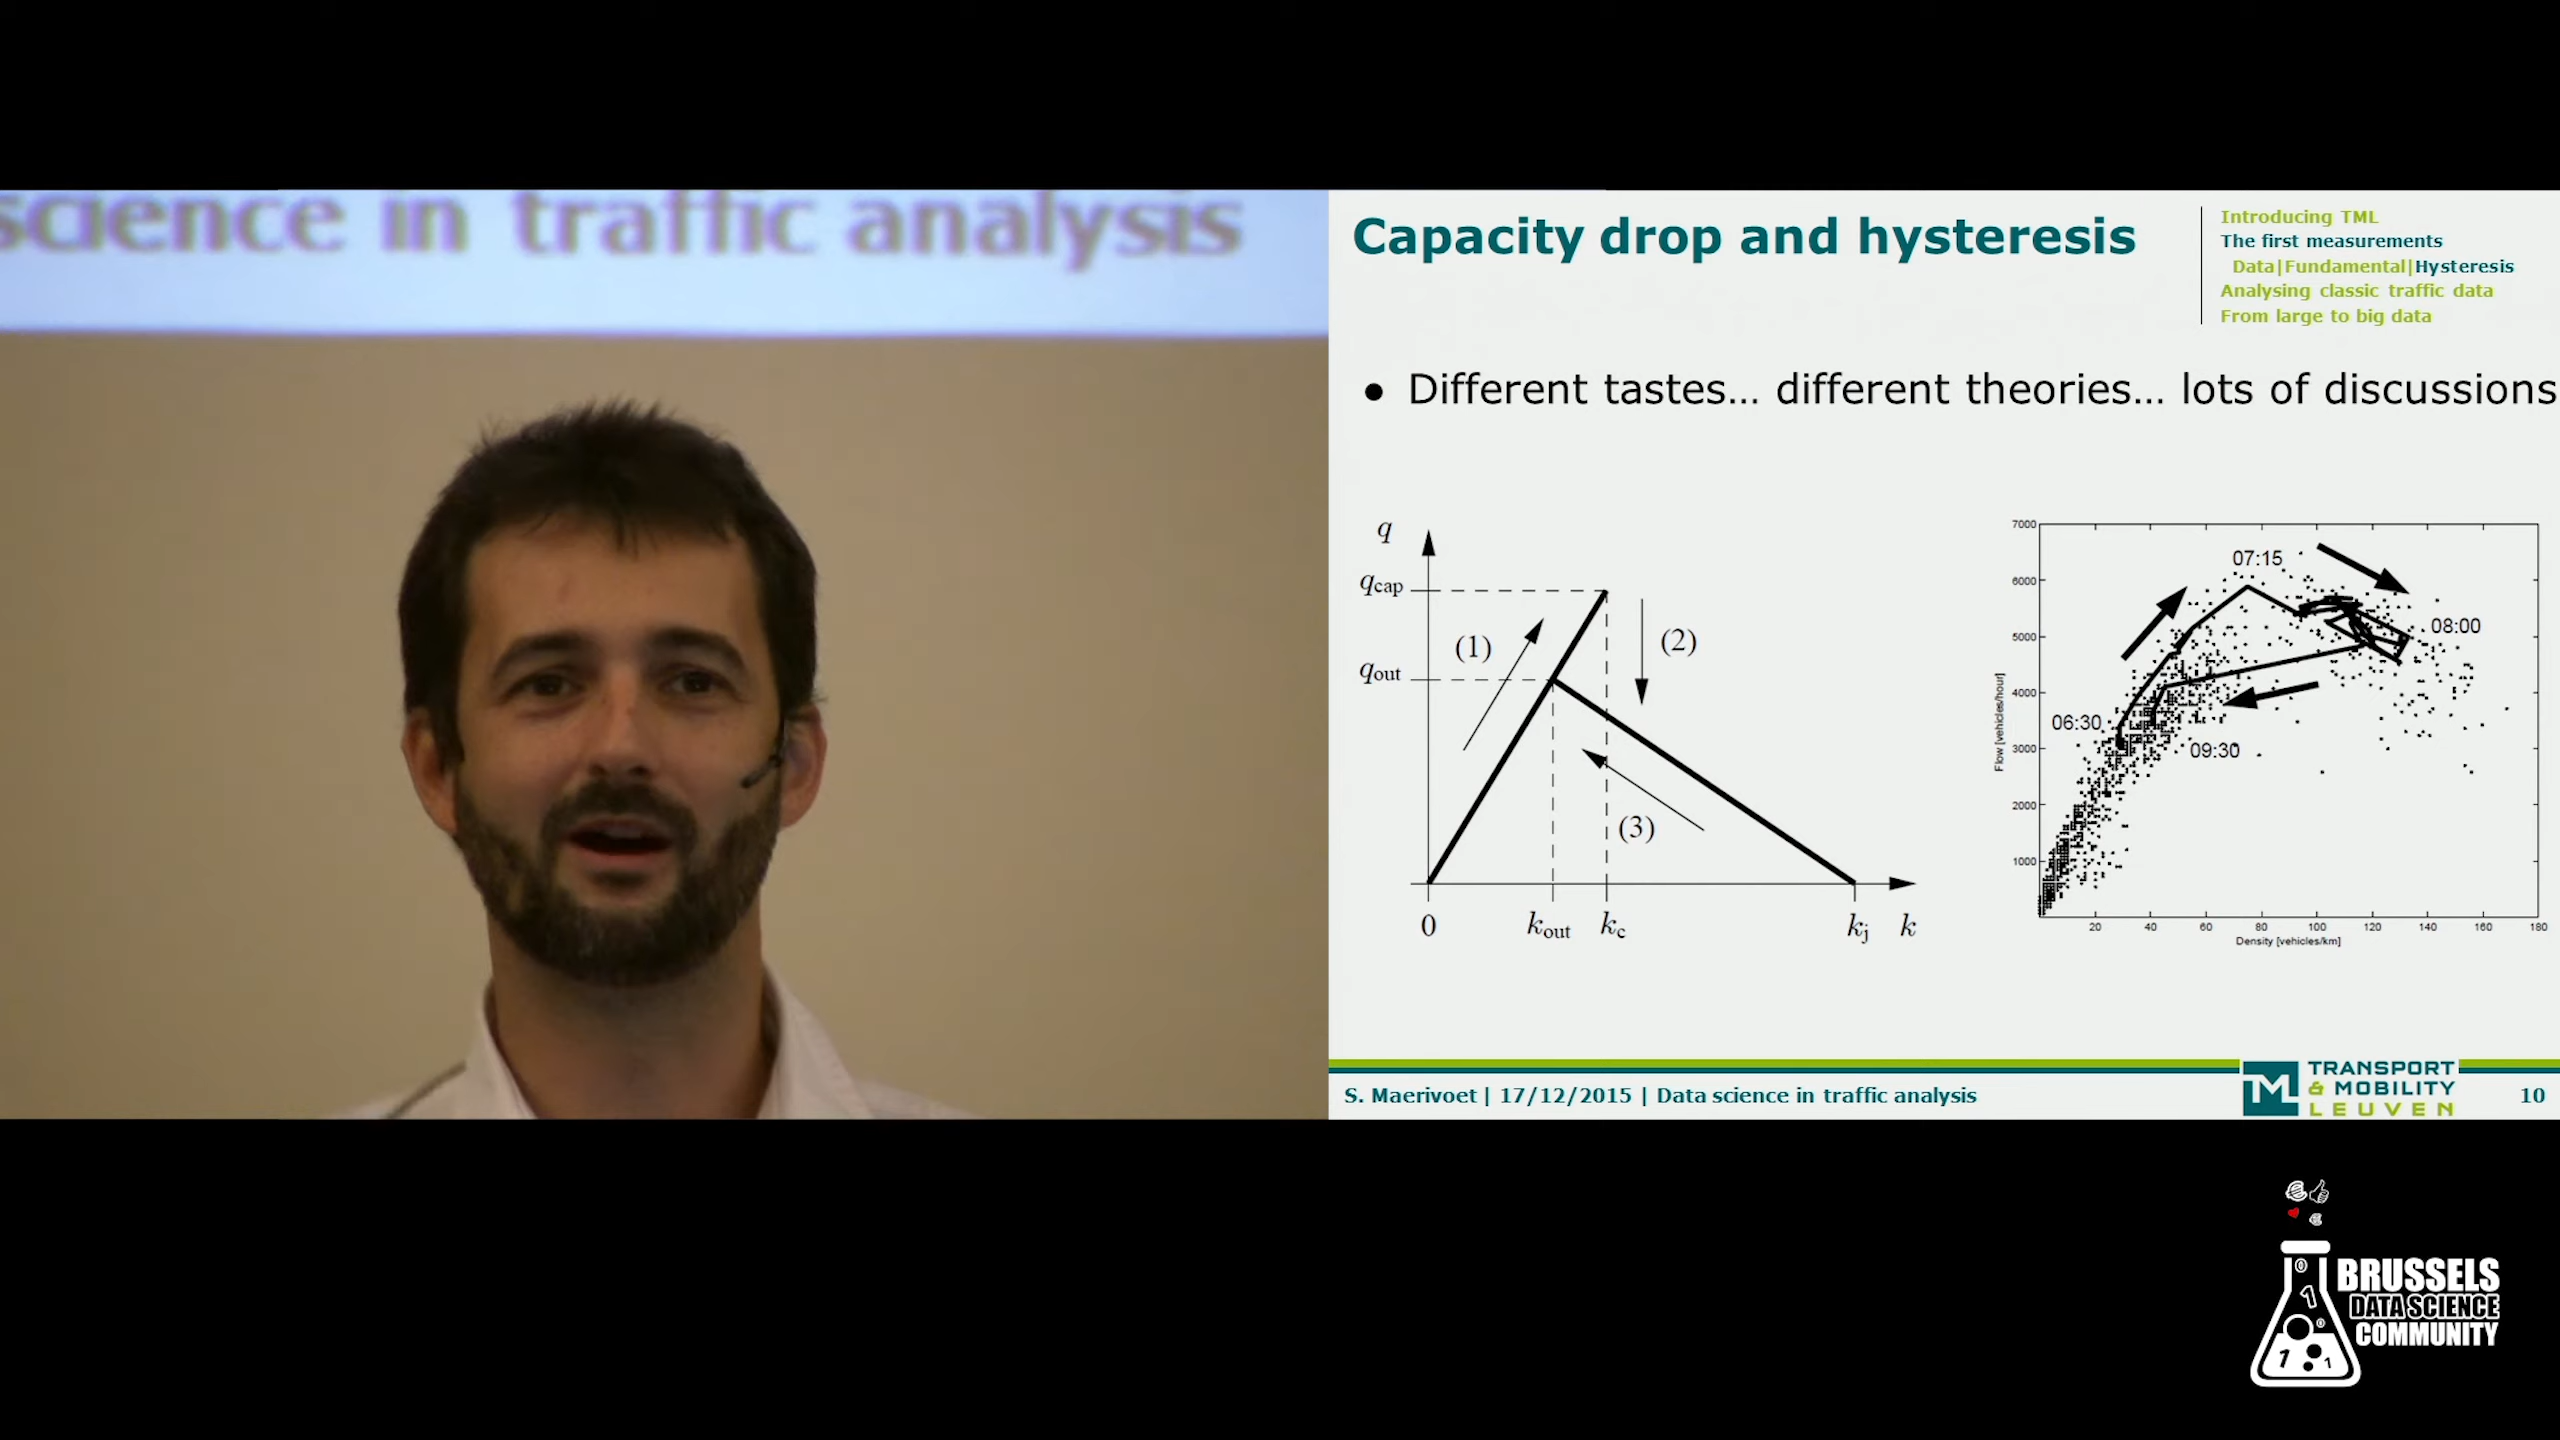 science in traffic analysis
Capacity drop and hysteresis
Introducing TML
The first measurements
Data|Fundamental|Hysteresis
Analysing classic traffic data
From large to big data
● Different tastes… different theories… lots of discussions
q
qcap
qout
(1)
(2)
(3)
0
kout
kc
kj
k
7000
6000
5000
4000
3000
2000
1000
Flow [vehicles/hour]
07:15
08:00
06:30
09:30
20 40 60 80 100 120 140 160 180
Density [vehicles/km]
S. Maerivoet | 17/12/2015 | Data science in traffic analysis
TML
TRANSPORT
& MOBILITY
LEUVEN
10
BRUSSELS
DATA SCIENCE
COMMUNITY